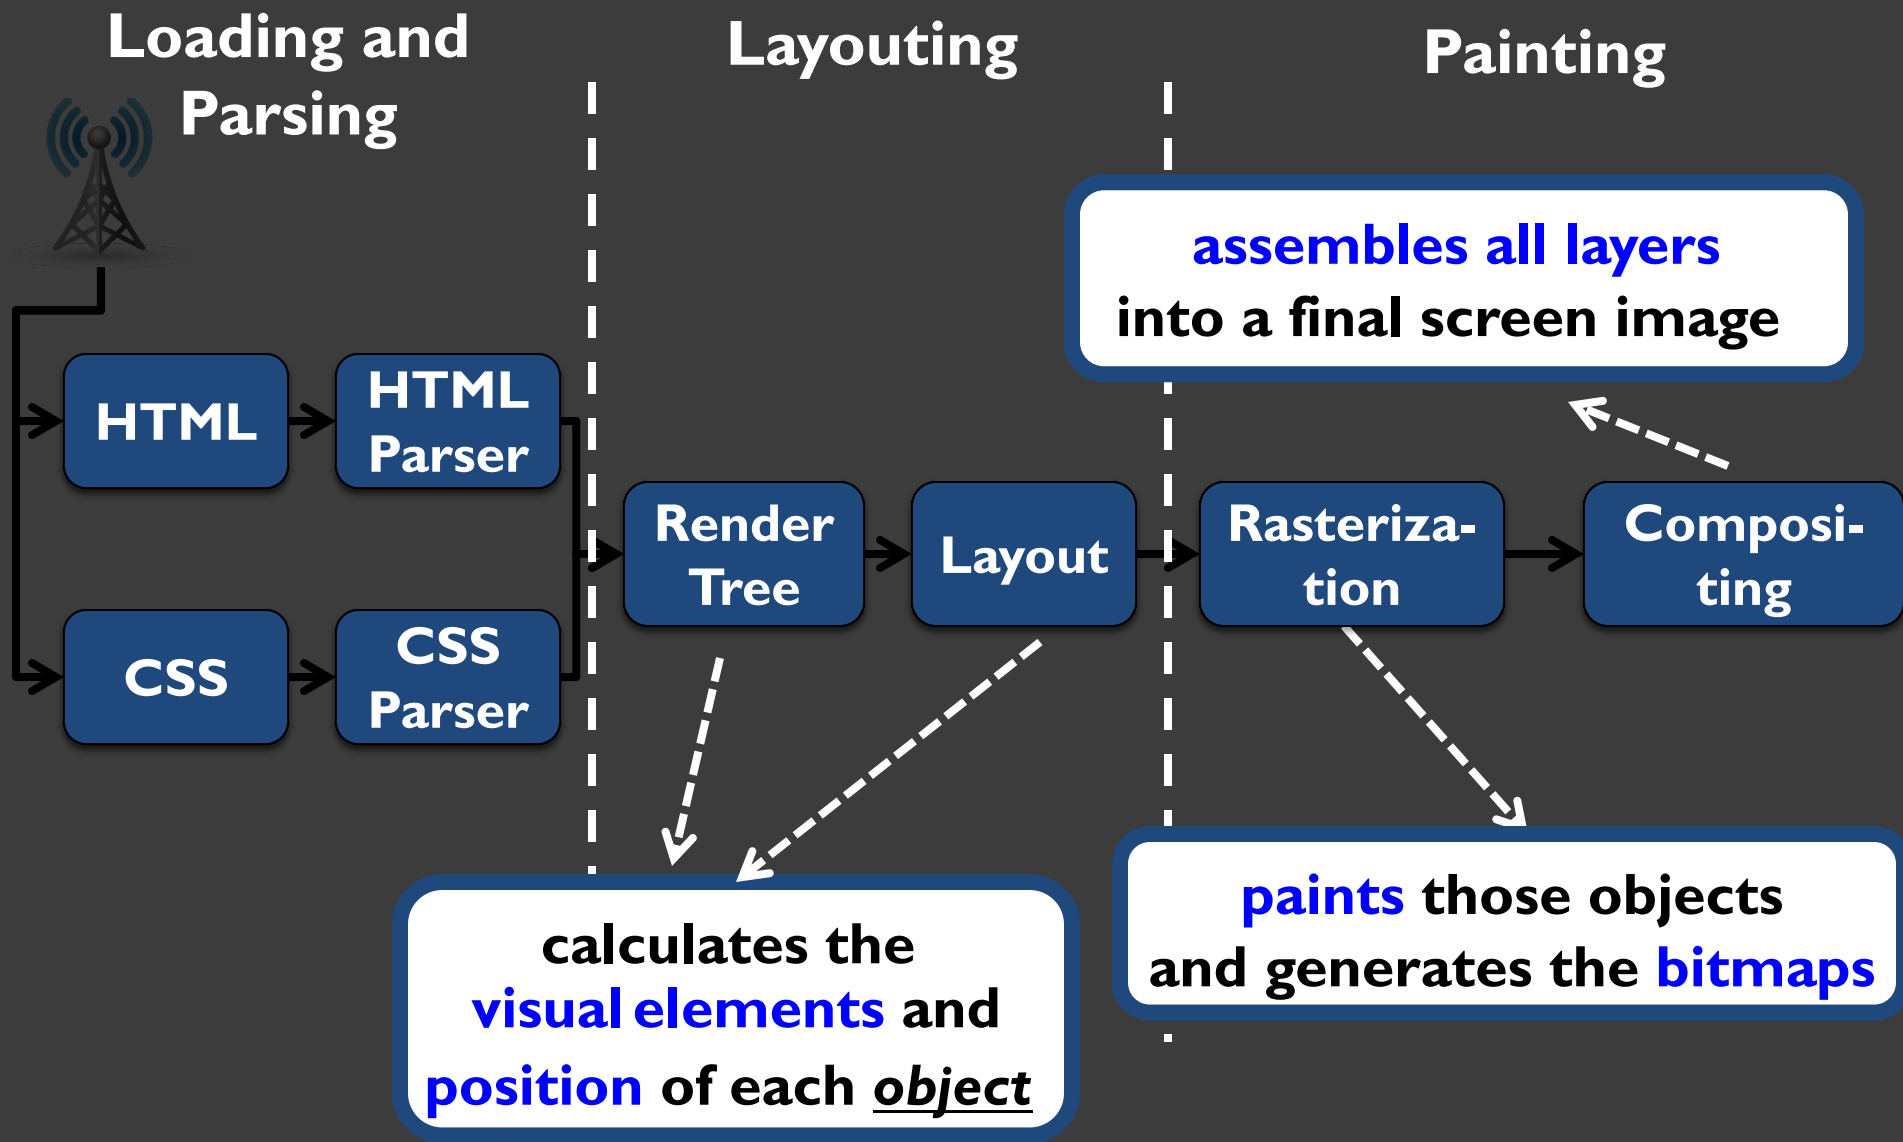 Loading and
Parsing
Layouting
Painting
assembles all layers
into a final screen image
HTML
HTML
Parser
CSS
CSS
Parser
Render
Tree
Layout
Rasteriza-
tion
Composi-
ting
calculates the
visual elements and
position of each object
paints those objects
and generates the bitmaps